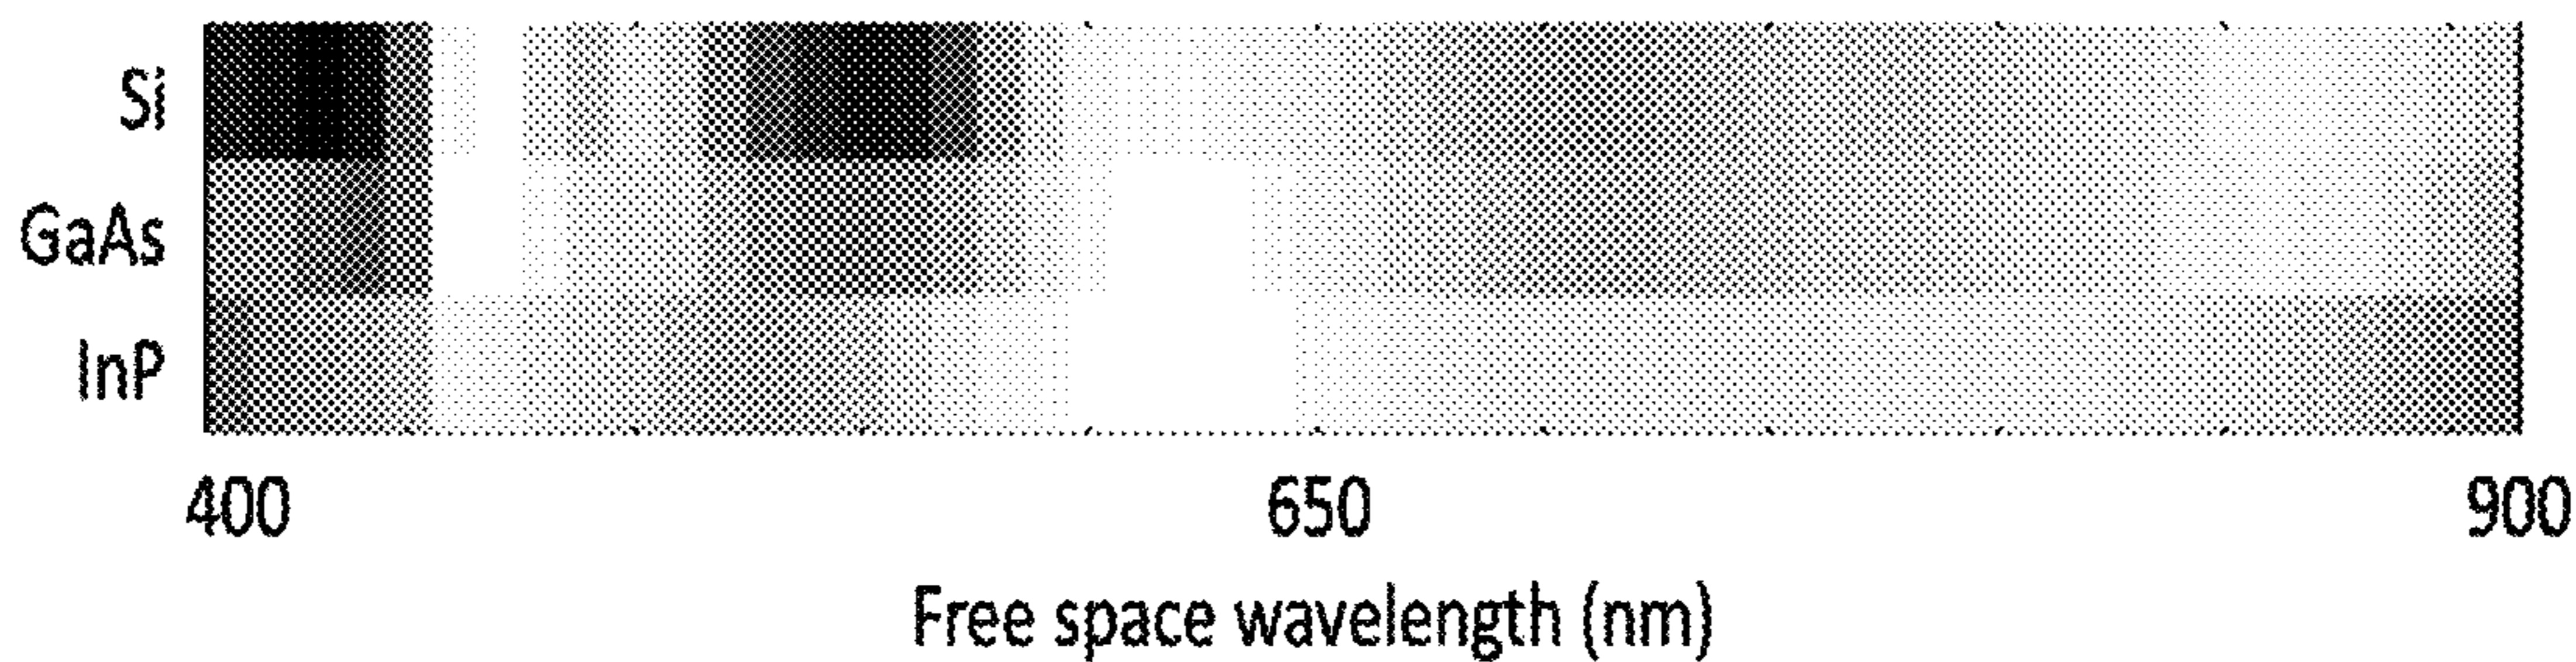 Si
GaAs
InP
400 650 900
Free space wavelength (nm)